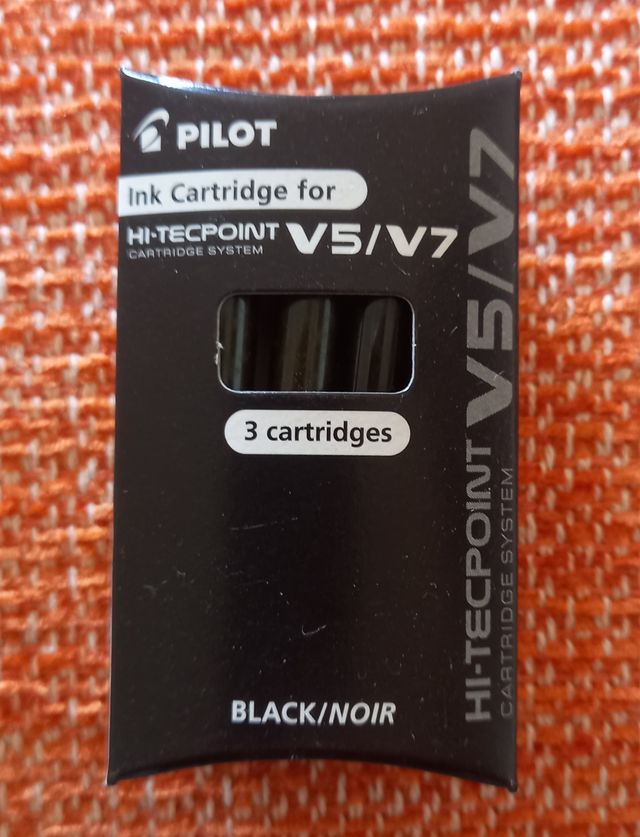 PILOT
Ink Cartridge for
HI-TECPOINT V5/V7
CARTRIDGE SYSTEM
3 cartridges
BLACK/NOIR
HI-TECPOINT V5/V7
CARTRIDGE SYSTEM